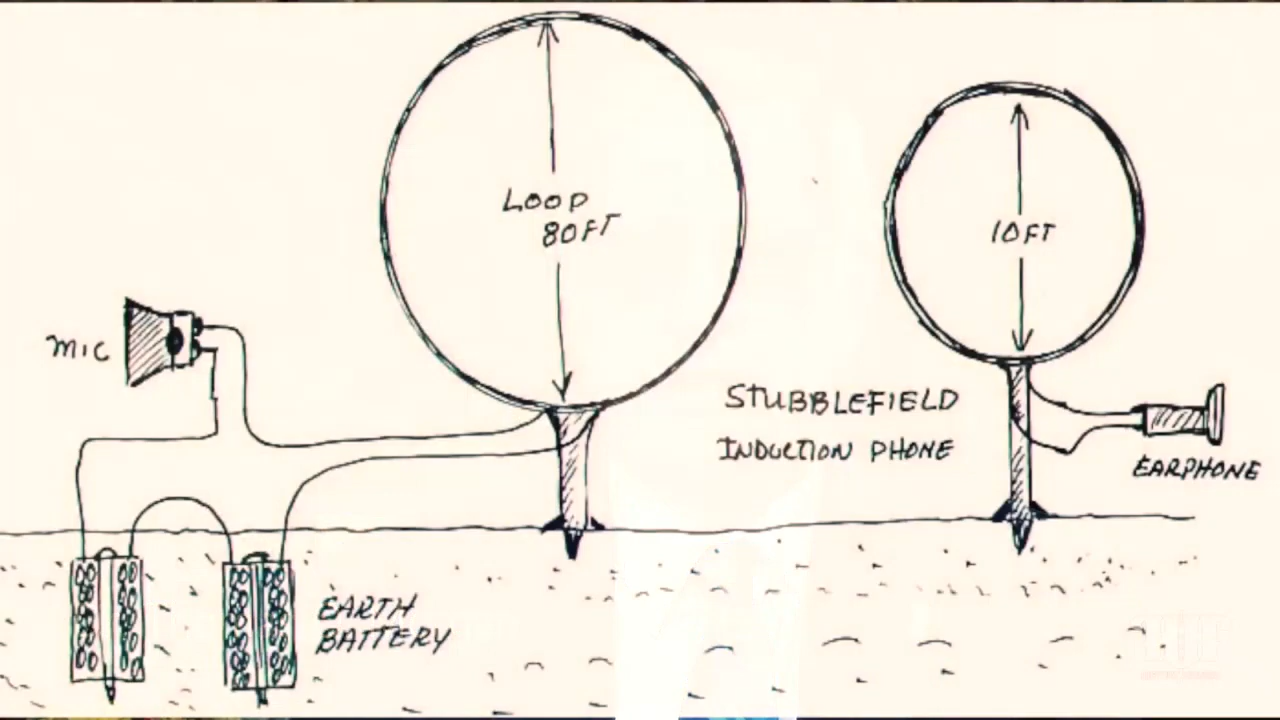 LOOP
80FT
10FT
MIC
STUBBLEFIELD
INDUCTION PHONE
EARPHONE
EARTH
BATTERY